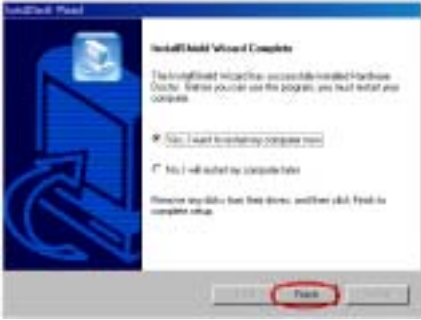 InstallShield Wizard
InstallShield Wizard Complete
The InstallShield Wizard has successfully installed Hardware
Doctor. Before you can use the program, you must restart your
computer.
Yes, I want to restart my computer now.
No, I will restart my computer later.
Remove any disks from their drives, and then click Finish to
complete setup.
Finish